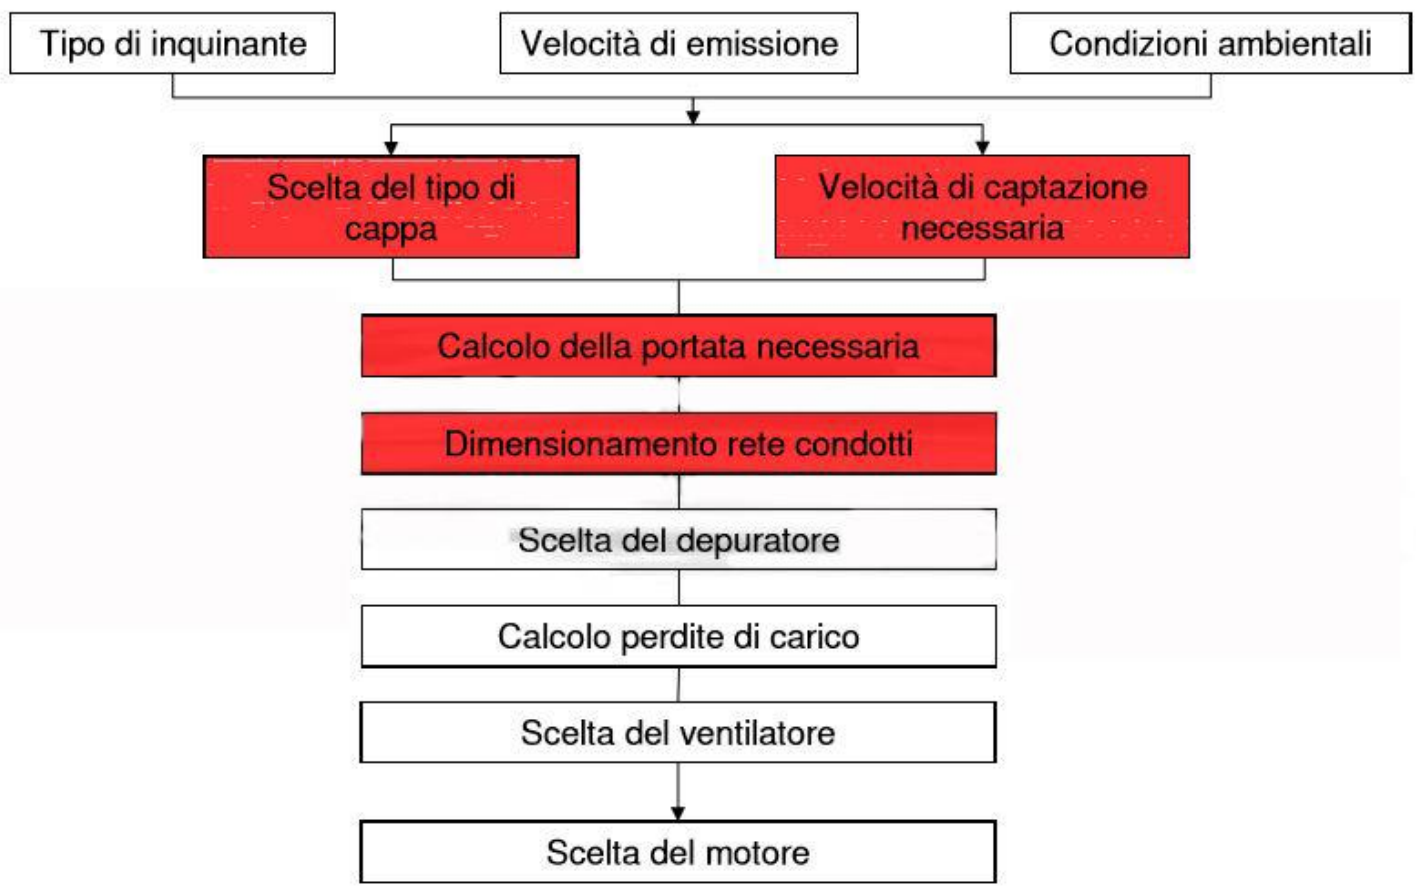 Tipo di inquinante
Velocità di emissione
Condizioni ambientali
Scelta del tipo di
cappa
Velocità di captazione
necessaria
Calcolo della portata necessaria
Dimensionamento rete condotti
Scelta del depuratore
Calcolo perdite di carico
Scelta del ventilatore
Scelta del motore